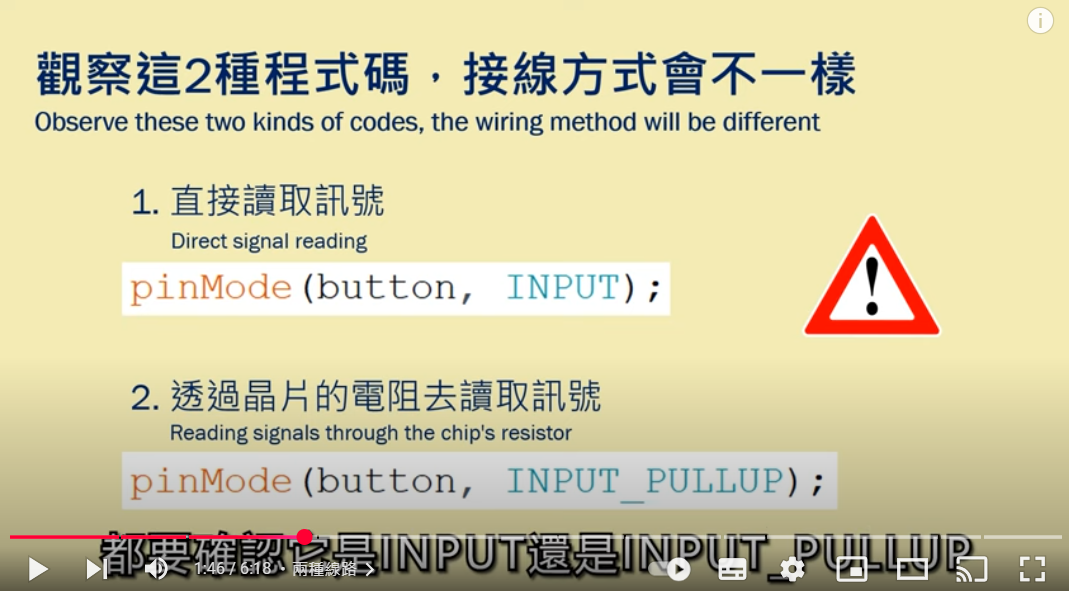 觀察這2種程式碼，接線方式會不一樣
Observe these two kinds of codes, the wiring method will be different
1. 直接讀取訊號
Direct signal reading
pinMode(button, INPUT);
2. 透過晶片的電阻去讀取訊號
Reading signals through the chip's resistor
pinMode(button, INPUT_PULLUP);
都要確認它是INPUT還是INPUT_PULLUP
1:46 / 6:18 • 兩種線路